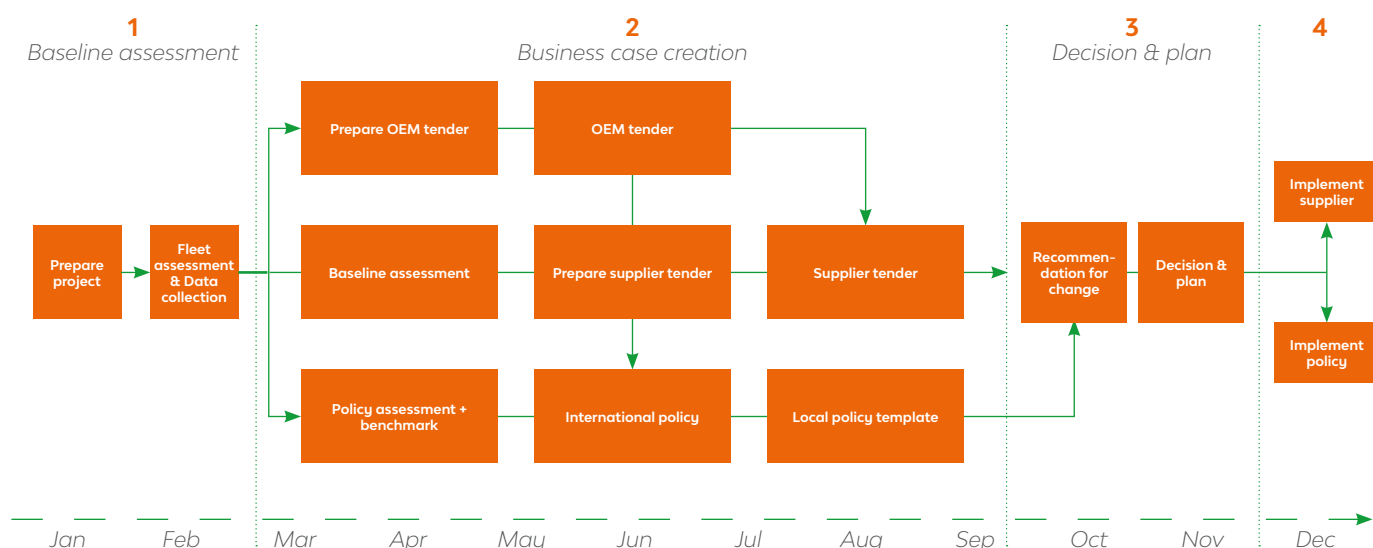 1
Baseline assessment
2
Business case creation
3
Decision & plan
4
Prepare OEM tender
OEM tender
Prepare
project
Fleet
assessment
& Data
collection
Baseline assessment
Prepare supplier tender
Supplier tender
Policy assessment +
benchmark
International policy
Local policy template
Recommen-
dation for
change
Decision &
plan
Implement
supplier
Implement
policy
Jan
Feb
Mar
Apr
May
Jun
Jul
Aug
Sep
Oct
Nov
Dec